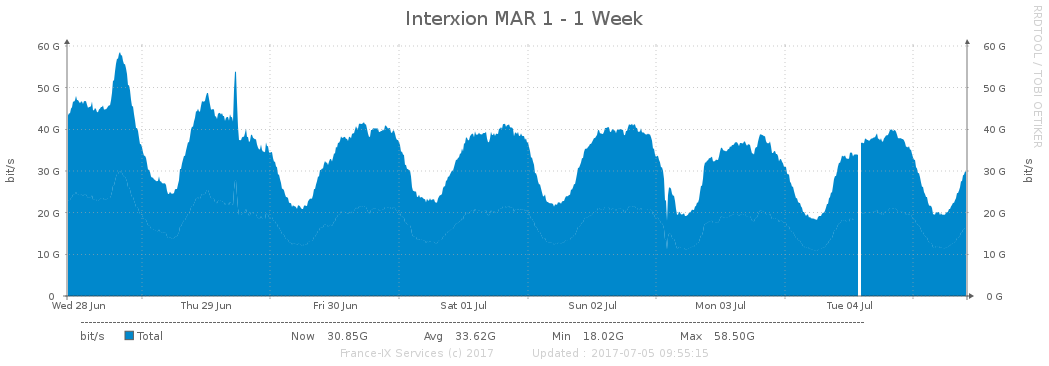 Interxion MAR 1 - 1 Week
RRDTOOL / TOBI OETIKER
60 G 60 G
50 G 50 G
40 G 40 G
30 G 30 G
20 G 20 G
10 G 10 G
0 0 G
bit/s bit/s
Wed 28 Jun Thu 29 Jun Fri 30 Jun Sat 01 Jul Sun 02 Jul Mon 03 Jul Tue 04 Jul
bit/s Total Now 30.85G Avg 33.62G Min 18.02G Max 58.50G
France-IX Services (c) 2017 Updated : 2017-07-05 09:55:15